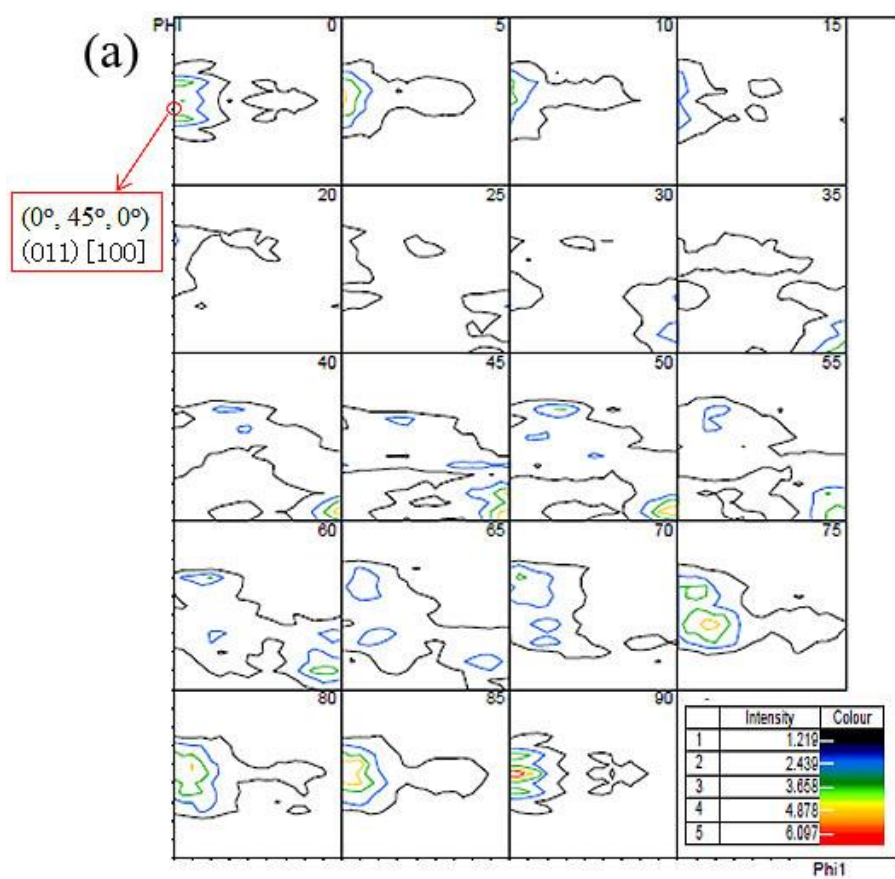 (a)
PHI 0 5 10 15
(0º, 45º, 0º)
(011) [100]
20 25 30 35
40 45 50 55
60 65 70 75
80 85 90
Intensity Colour
1 1.219
2 2.439
3 3.658
4 4.878
5 6.097
Phi1